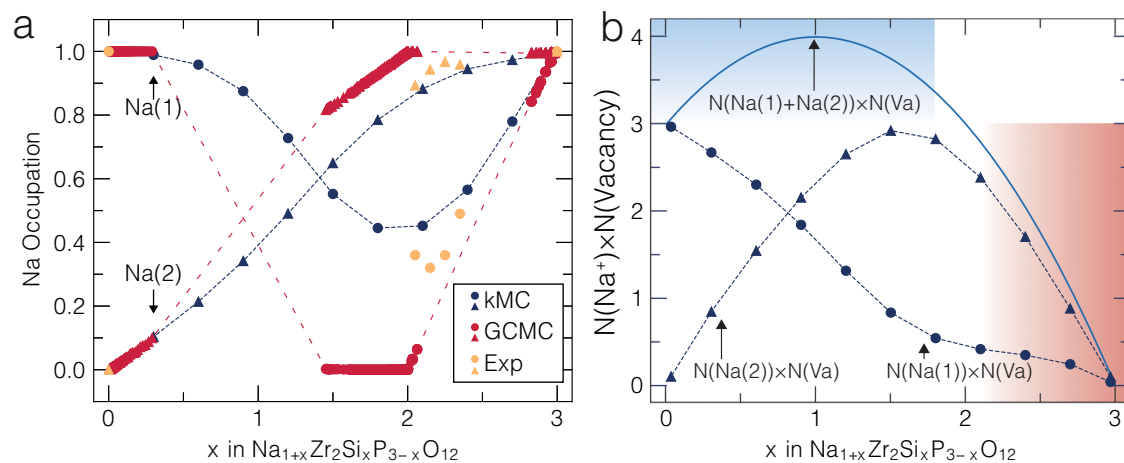 a
Na Occupation
1.0
0.8
0.6
0.4
0.2
0.0
Na(1)
Na(2)
kMC
GCMC
Exp
0
1
2
3
x in Na₁₊ₓZr₂SiₓP₃₋ₓO₁₂
b
N(Na⁺)×N(Vacancy)
4
3
2
1
0
N(Na(1)+Na(2))×N(Va)
N(Na(2))×N(Va)
N(Na(1))×N(Va)
0
1
2
3
x in Na₁₊ₓZr₂SiₓP₃₋ₓO₁₂